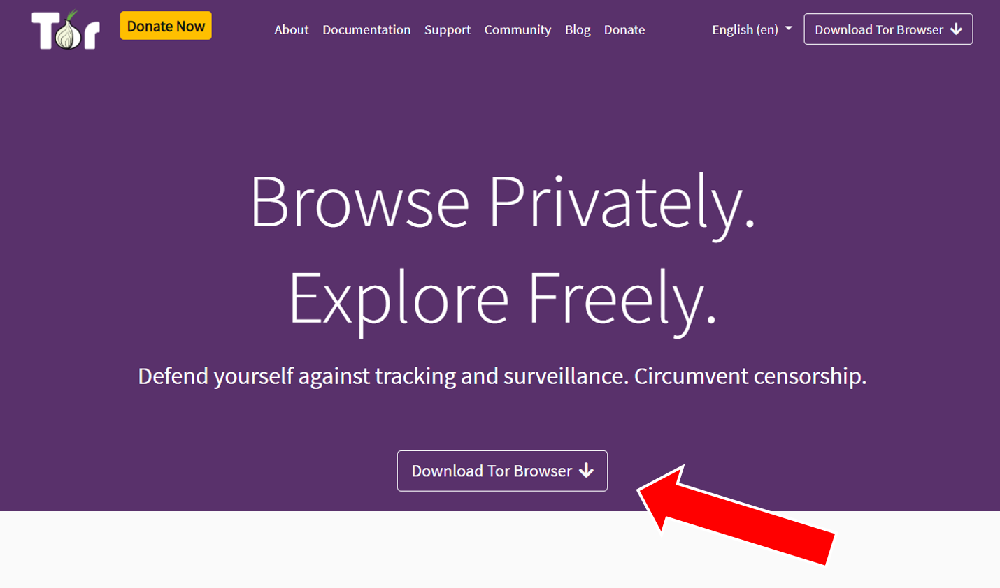 Tor
Donate Now
About Documentation Support Community Blog Donate
English (en)
Download Tor Browser
Browse Privately.
Explore Freely.
Defend yourself against tracking and surveillance. Circumvent censorship.
Download Tor Browser